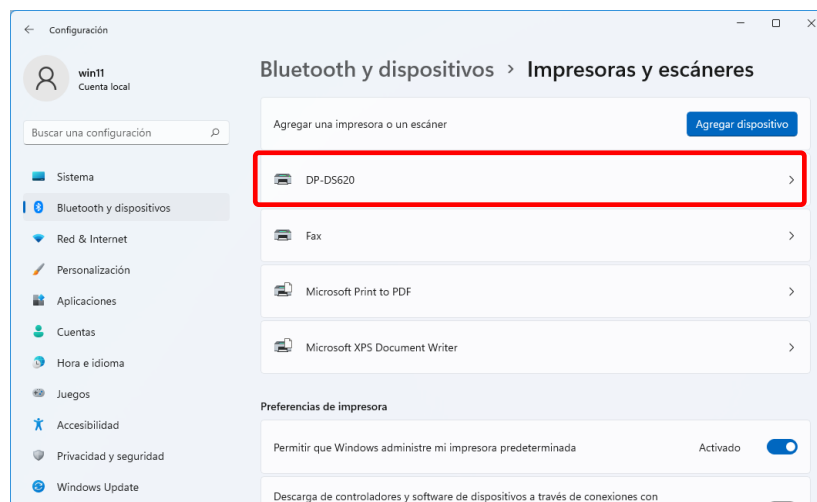 Configuración
win11
Cuenta local
Buscar una configuración
Sistema
Bluetooth y dispositivos
Red & Internet
Personalización
Aplicaciones
Cuentas
Hora e idioma
Juegos
Accesibilidad
Privacidad y seguridad
Windows Update
Bluetooth y dispositivos > Impresoras y escáneres
Agregar una impresora o un escáner
Agregar dispositivo
DP-DS620
Fax
Microsoft Print to PDF
Microsoft XPS Document Writer
Preferencias de impresora
Permitir que Windows administre mi impresora predeterminada
Activado
Descarga de controladores y software de dispositivos a través de conexiones con